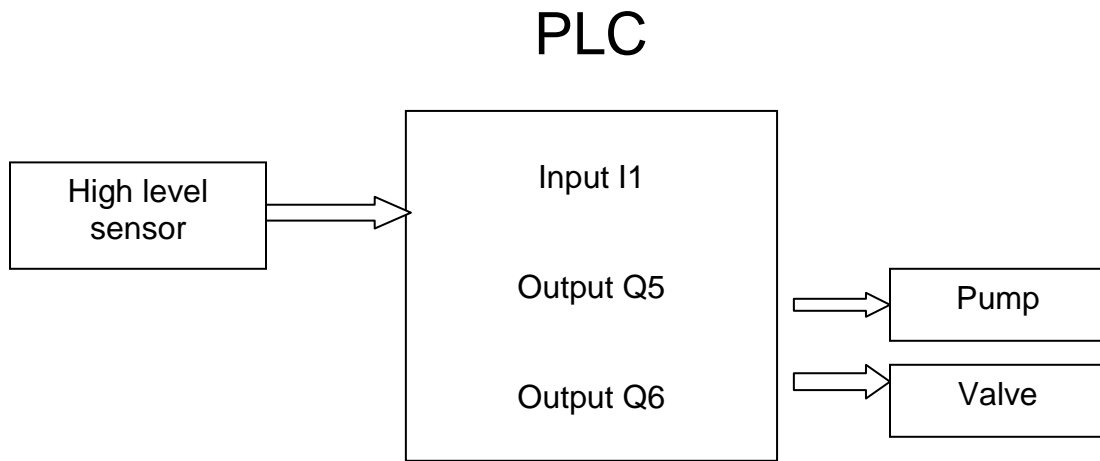 PLC
High level
sensor
Input I1
Output Q5
Output Q6
Pump
Valve